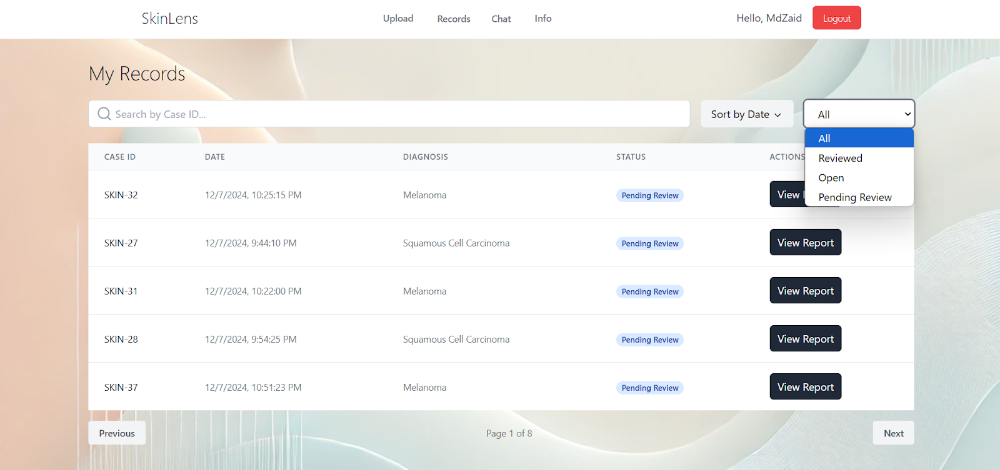 SkinLens
Upload Records Chat Info
Hello, MdZaid Logout
My Records
Search by Case ID...
Sort by Date
All
All
Reviewed
Open
Pending Review
CASE ID DATE DIAGNOSIS STATUS ACTIONS
SKIN-32 12/7/2024, 10:25:15 PM Melanoma Pending Review View
SKIN-27 12/7/2024, 9:44:10 PM Squamous Cell Carcinoma Pending Review View Report
SKIN-31 12/7/2024, 10:22:00 PM Melanoma Pending Review View Report
SKIN-28 12/7/2024, 9:54:25 PM Squamous Cell Carcinoma Pending Review View Report
SKIN-37 12/7/2024, 10:51:23 PM Melanoma Pending Review View Report
Previous Page 1 of 8 Next